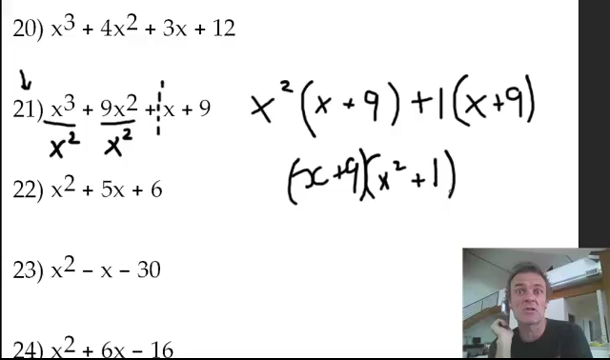 20) x³ + 4x² + 3x + 12
21) x³ + 9x² + x + 9
x² x²
x²(x+9)+1(x+9)
(x+9)(x²+1)
22) x² + 5x + 6
23) x² – x – 30
24) x² + 6x – 16